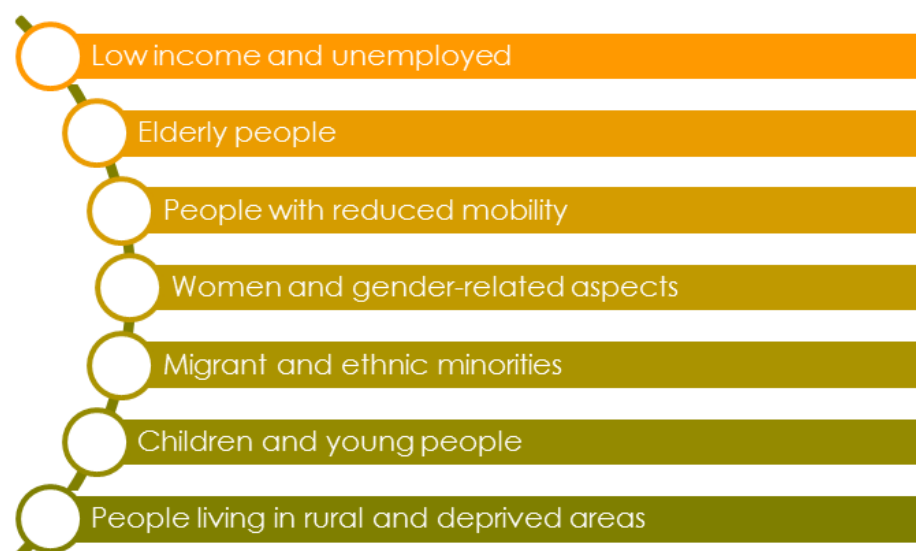 Low income and unemployed
Elderly people
People with reduced mobility
Women and gender-related aspects
Migrant and ethnic minorities
Children and young people
People living in rural and deprived areas